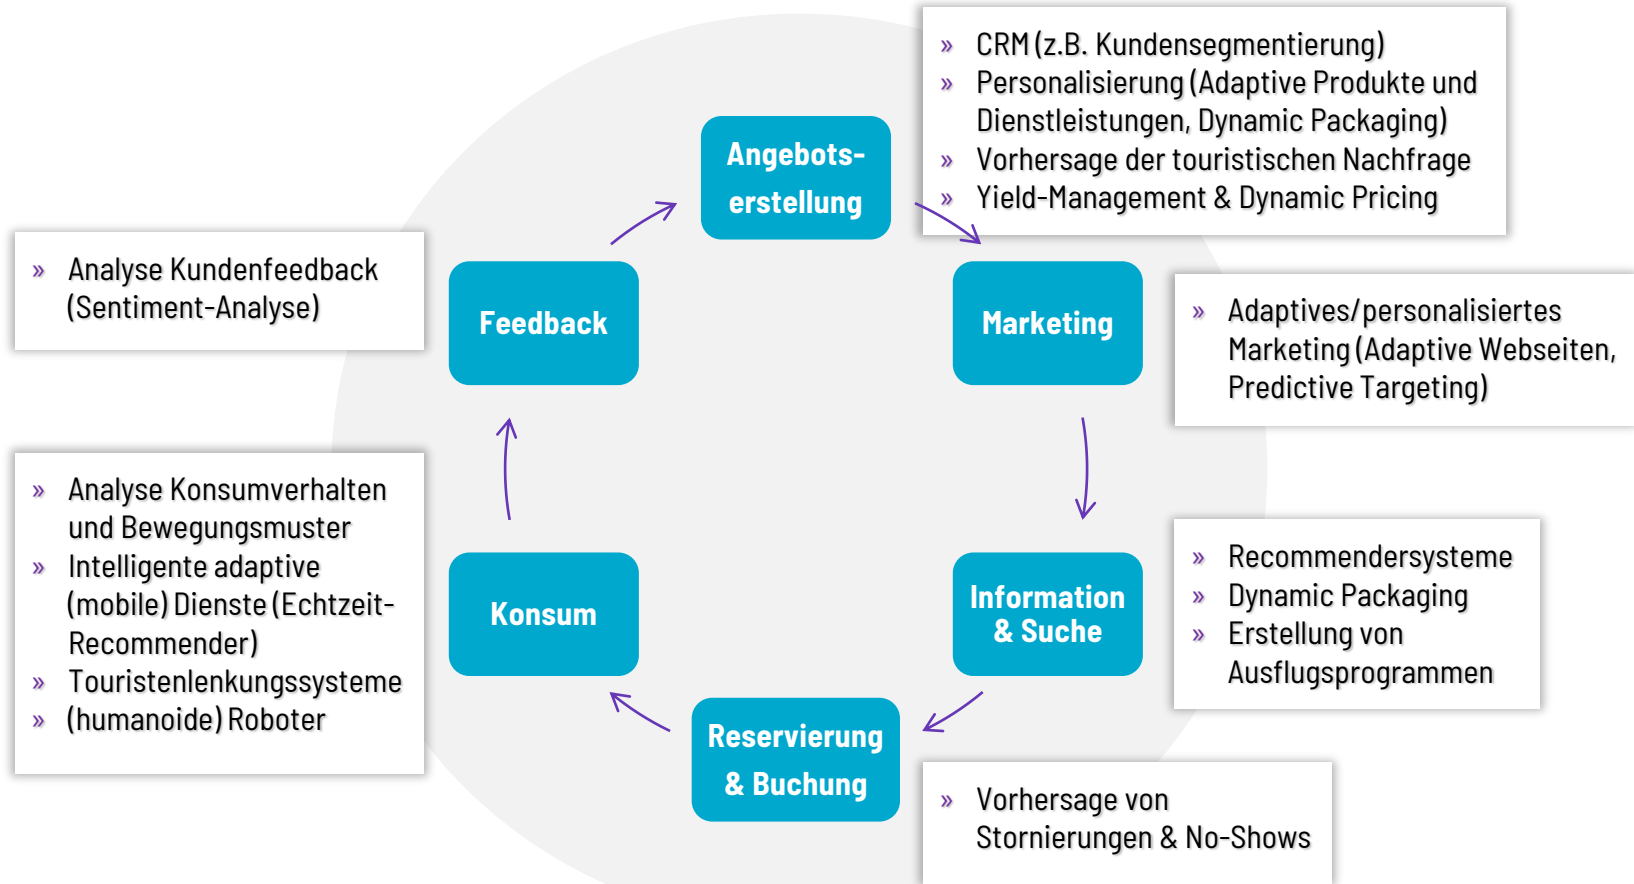 » CRM (z.B. Kundensegmentierung)
» Personalisierung (Adaptive Produkte und
Dienstleistungen, Dynamic Packaging)
» Vorhersage der touristischen Nachfrage
» Yield-Management & Dynamic Pricing
Angebots-
erstellung
» Analyse Kundenfeedback
(Sentiment-Analyse)
Feedback
Marketing
» Adaptives/personalisiertes
Marketing (Adaptive Webseiten,
Predictive Targeting)
» Analyse Konsumverhalten
und Bewegungsmuster
» Intelligente adaptive
(mobile) Dienste (Echtzeit-
Recommender)
» Touristenlenkungssysteme
» (humanoide) Roboter
Konsum
Information
& Suche
» Recommendersysteme
» Dynamic Packaging
» Erstellung von
Ausflugsprogrammen
Reservierung
& Buchung
» Vorhersage von
Stornierungen & No-Shows